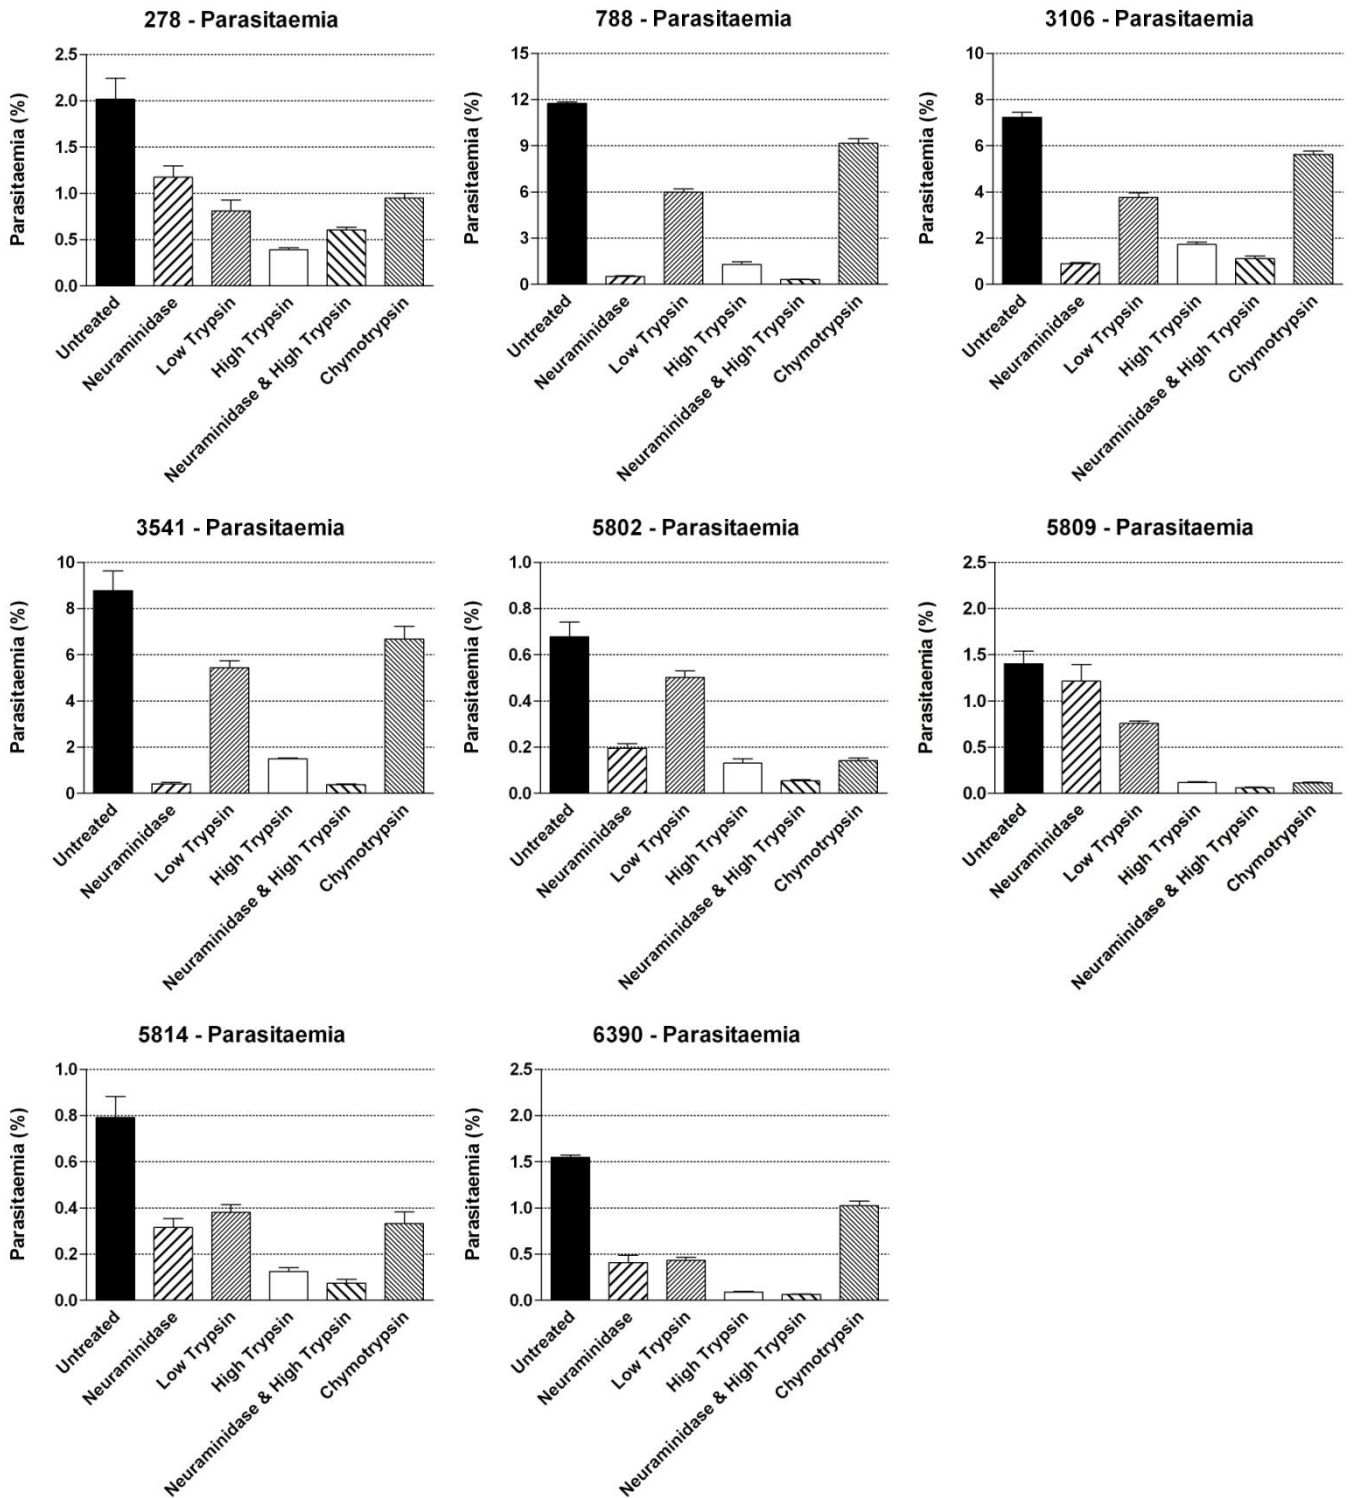 278 - Parasitaemia
Parasitaemia (%)
2.5
2.0
1.5
1.0
0.5
0.0
Untreated
Neuraminidase
Low Trypsin
High Trypsin
Neuraminidase & High Trypsin
Chymotrypsin
788 - Parasitaemia
Parasitaemia (%)
15
12
9
6
3
0
Untreated
Neuraminidase
Low Trypsin
High Trypsin
Neuraminidase & High Trypsin
Chymotrypsin
3106 - Parasitaemia
Parasitaemia (%)
10
8
6
4
2
0
Untreated
Neuraminidase
Low Trypsin
High Trypsin
Neuraminidase & High Trypsin
Chymotrypsin
3541 - Parasitaemia
Parasitaemia (%)
10
8
6
4
2
0
Untreated
Neuraminidase
Low Trypsin
High Trypsin
Neuraminidase & High Trypsin
Chymotrypsin
5802 - Parasitaemia
Parasitaemia (%)
1.0
0.8
0.6
0.4
0.2
0.0
Untreated
Neuraminidase
Low Trypsin
High Trypsin
Neuraminidase & High Trypsin
Chymotrypsin
5809 - Parasitaemia
Parasitaemia (%)
2.5
2.0
1.5
1.0
0.5
0.0
Untreated
Neuraminidase
Low Trypsin
High Trypsin
Neuraminidase & High Trypsin
Chymotrypsin
5814 - Parasitaemia
Parasitaemia (%)
1.0
0.8
0.6
0.4
0.2
0.0
Untreated
Neuraminidase
Low Trypsin
High Trypsin
Neuraminidase & High Trypsin
Chymotrypsin
6390 - Parasitaemia
Parasitaemia (%)
2.5
2.0
1.5
1.0
0.5
0.0
Untreated
Neuraminidase
Low Trypsin
High Trypsin
Neuraminidase & High Trypsin
Chymotrypsin